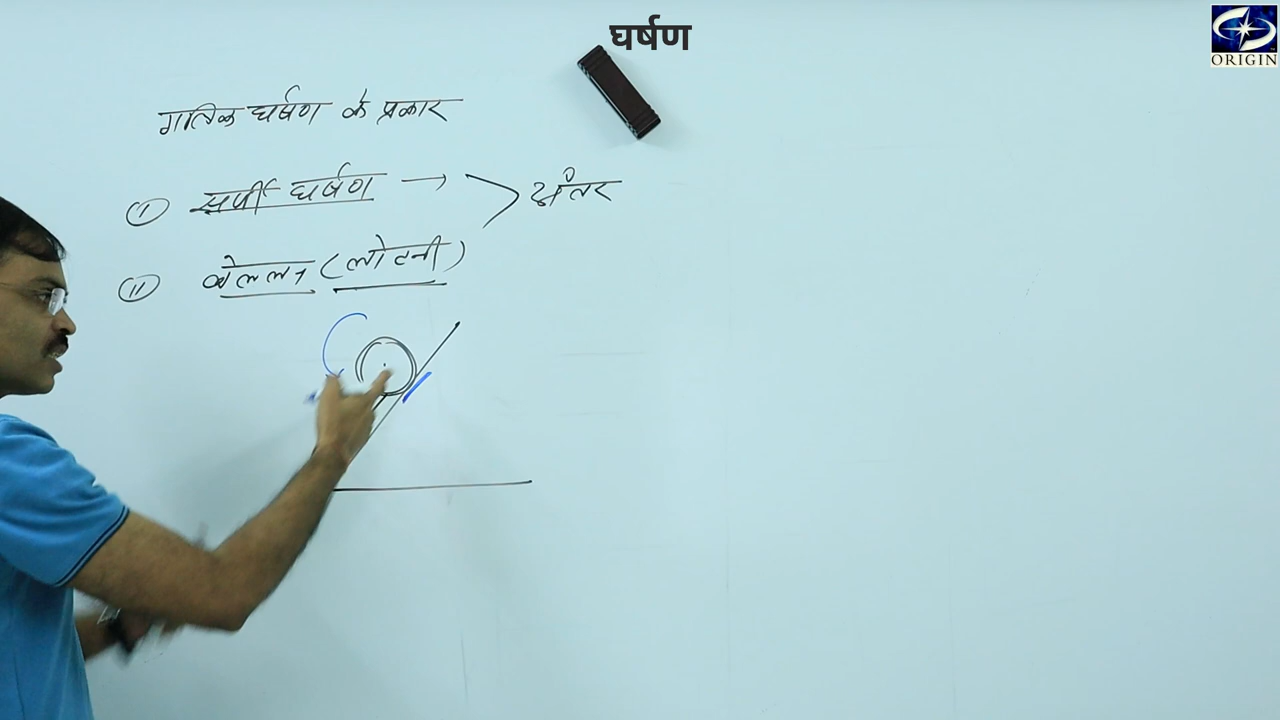 घर्षण
ORIGIN
गतिक घर्षण के प्रकार
(i) सर्पी घर्षण → > अंतर
(ii) बेलन (लोटनी)